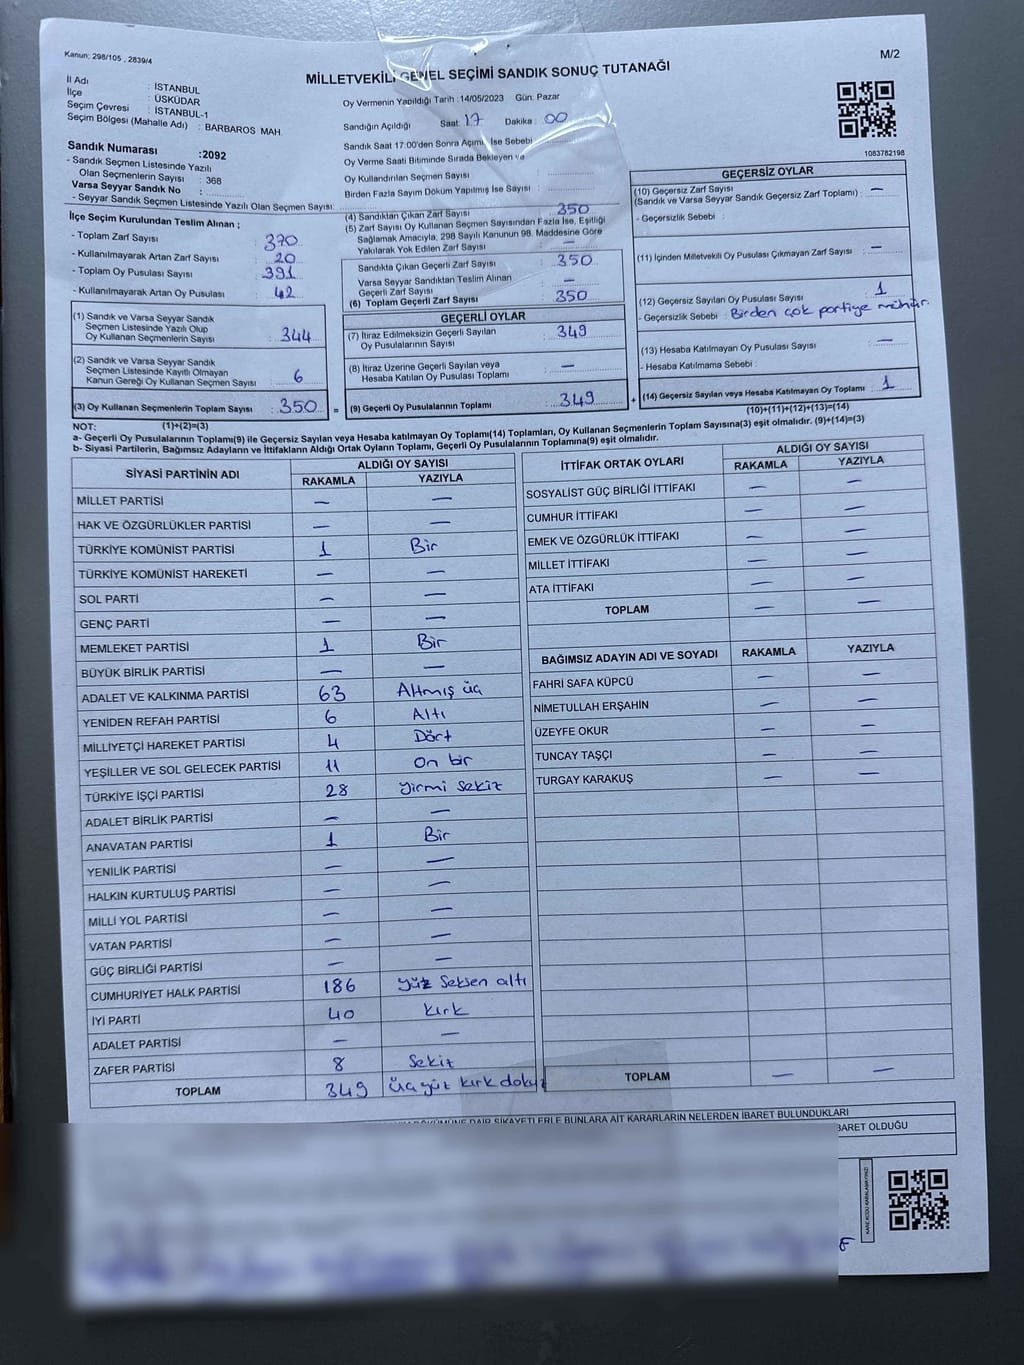 Kanun: 298/105 , 2839/4
M/2
MİLLETVEKİLİ GENEL SEÇİMİ SANDIK SONUÇ TUTANAĞI
İl Adı : İSTANBUL
İlçe : ÜSKÜDAR
Seçim Çevresi : İSTANBUL-1
Seçim Bölgesi (Mahalle Adı) : BARBAROS MAH.
Sandık Numarası :2092
- Sandık Seçmen Listesinde Yazılı
Olan Seçmenlerin Sayısı : 368
Varsa Seyyar Sandık No :
- Seyyar Sandık Seçmen Listesinde Yazılı Olan Seçmen Sayısı:
Oy Vermenin Yapıldığı Tarih :14/05/2023 Gün: Pazar
Sandığın Açıldığı Saat: 17 Dakika : 00
Sandık Saat 17:00'den Sonra Açılmış İse Sebebi
Oy Verme Saati Bitiminde Sırada Bekleyen ve
Oy Kullandırılan Seçmen Sayısı :
Birden Fazla Sayım Döküm Yapılmış İse Sayısı :
1083782198
İlçe Seçim Kurulundan Teslim Alınan ;
- Toplam Zarf Sayısı : 370
- Kullanılmayarak Artan Zarf Sayısı : 20
- Toplam Oy Pusulası Sayısı : 391
- Kullanılmayarak Artan Oy Pusulası : 42
(1) Sandık ve Varsa Seyyar Sandık
Seçmen Listesinde Yazılı Olup
Oy Kullanan Seçmenlerin Sayısı : 344
(2) Sandık ve Varsa Seyyar Sandık
Seçmen Listesinde Kayıtlı Olmayan
Kanun Gereği Oy Kullanan Seçmen Sayısı : 6
(3) Oy Kullanan Seçmenlerin Toplam Sayısı : 350 =
(1)+(2)=(3)
(4) Sandıktan Çıkan Zarf Sayısı : 350
(5) Zarf Sayısı Oy Kullanan Seçmen Sayısından Fazla İse, Eşitliği
Sağlamak Amacıyla, 298 Sayılı Kanunun 98. Maddesine Göre
Yakılarak Yok Edilen Zarf Sayısı : —
Sandıkta Çıkan Geçerli Zarf Sayısı : 350
Varsa Seyyar Sandıktan Teslim Alınan
Geçerli Zarf Sayısı : —
(6) Toplam Geçerli Zarf Sayısı : 350
GEÇERLİ OYLAR
(7) İtiraz Edilmeksizin Geçerli Sayılan
Oy Pusulalarının Sayısı : 349
(8) İtiraz Üzerine Geçerli Sayılan veya
Hesaba Katılan Oy Pusulası Toplamı : —
(9) Geçerli Oy Pusulalarının Toplamı : 349 +
GEÇERSİZ OYLAR
(10) Geçersiz Zarf Sayısı : —
(Sandık ve Varsa Seyyar Sandık Geçersiz Zarf Toplamı)
- Geçersizlik Sebebi :
(11) İçinden Milletvekili Oy Pusulası Çıkmayan Zarf Sayısı : —
(12) Geçersiz Sayılan Oy Pusulası Sayısı : 1
- Geçersizlik Sebebi : Birden çok partiye mühür.
(13) Hesaba Katılmayan Oy Pusulası Sayısı : —
- Hesaba Katılmama Sebebi :
(14) Geçersiz Sayılan veya Hesaba Katılmayan Oy Toplamı : 1
(10)+(11)+(12)+(13)=(14)
NOT:
a- Geçerli Oy Pusulalarının Toplamı(9) ile Geçersiz Sayılan veya Hesaba katılmayan Oy Toplamı(14) Toplamları, Oy Kullanan Seçmenlerin Toplam Sayısına(3) eşit olmalıdır. (9)+(14)=(3)
b- Siyasi Partilerin, Bağımsız Adayların ve İttifakların Aldığı Ortak Oyların Toplamı, Geçerli Oy Pusulalarının Toplamına(9) eşit olmalıdır.
SİYASİ PARTİNİN ADI ALDIĞI OY SAYISI
RAKAMLA YAZIYLA
MİLLET PARTİSİ — —
HAK VE ÖZGÜRLÜKLER PARTİSİ — —
TÜRKİYE KOMÜNİST PARTİSİ 1 Bir
TÜRKİYE KOMÜNİST HAREKETİ — —
SOL PARTİ — —
GENÇ PARTİ — —
MEMLEKET PARTİSİ 1 Bir
BÜYÜK BİRLİK PARTİSİ — —
ADALET VE KALKINMA PARTİSİ 63 Altmış üç
YENİDEN REFAH PARTİSİ 6 Altı
MİLLİYETÇİ HAREKET PARTİSİ 4 Dört
YEŞİLLER VE SOL GELECEK PARTİSİ 11 On bir
TÜRKİYE İŞÇİ PARTİSİ 28 Yirmi Sekiz
ADALET BİRLİK PARTİSİ — —
ANAVATAN PARTİSİ 1 Bir
YENİLİK PARTİSİ — —
HALKIN KURTULUŞ PARTİSİ — —
MİLLİ YOL PARTİSİ — —
VATAN PARTİSİ — —
GÜÇ BİRLİĞİ PARTİSİ — —
CUMHURİYET HALK PARTİSİ 186 Yüz Seksen altı
İYİ PARTİ 40 Kırk
ADALET PARTİSİ — —
ZAFER PARTİSİ 8 Sekiz
TOPLAM 349 Üç yüz kırk dokuz
İTTİFAK ORTAK OYLARI ALDIĞI OY SAYISI
RAKAMLA YAZIYLA
SOSYALİST GÜÇ BİRLİĞİ İTTİFAKI — —
CUMHUR İTTİFAKI — —
EMEK VE ÖZGÜRLÜK İTTİFAKI — —
MİLLET İTTİFAKI — —
ATA İTTİFAKI — —
TOPLAM — —
BAĞIMSIZ ADAYIN ADI VE SOYADI RAKAMLA YAZIYLA
FAHRİ SAFA KÜPCÜ — —
NİMETULLAH ERŞAHİN — —
ÜZEYFE OKUR — —
TUNCAY TAŞÇI — —
TURGAY KARAKUŞ — —
TOPLAM — —
DAİR ŞİKAYETLERLE BUNLARA AİT KARARLARIN NELERDEN İBARET BULUNDUKLARI
OLDUĞU